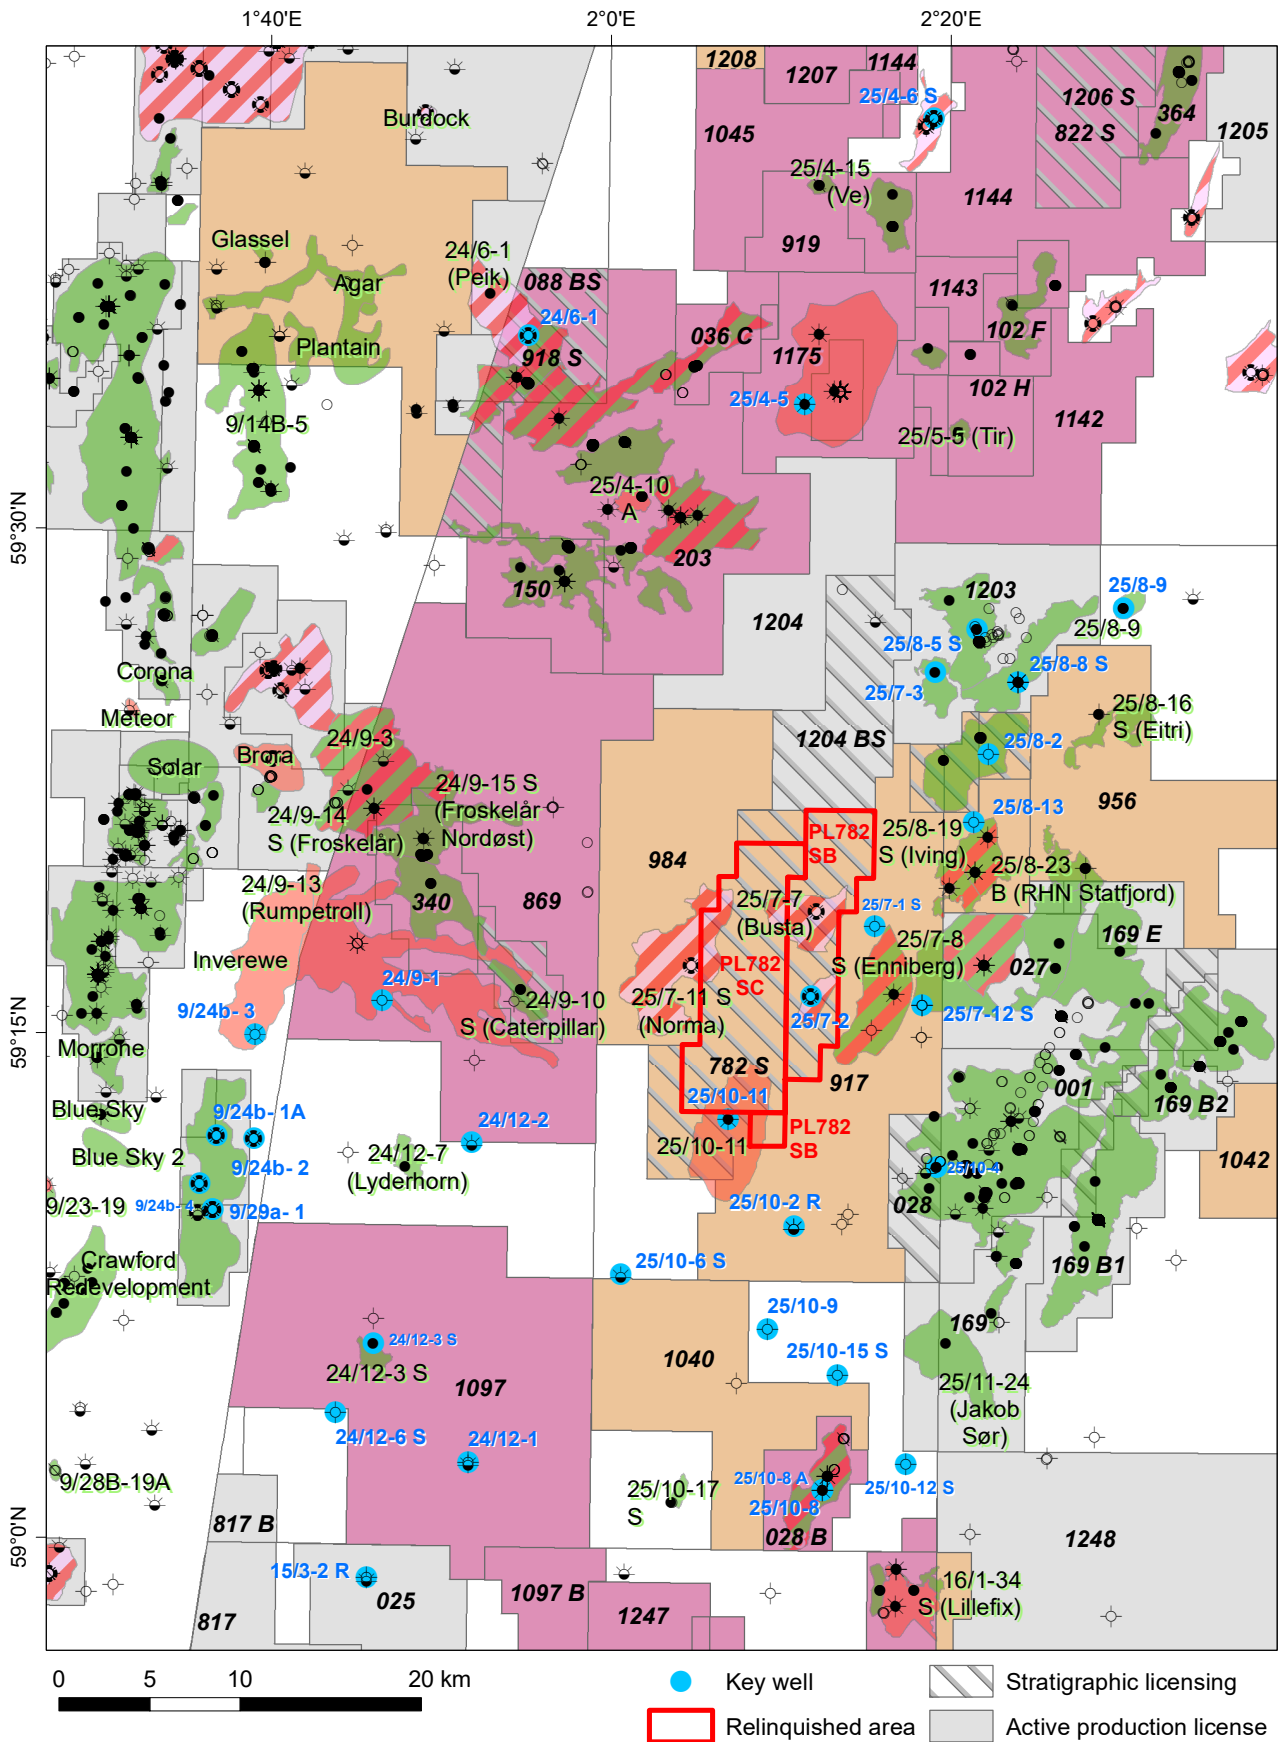 1°40'E
2°0'E
2°20'E
1208
1207
1144
25/4-6 S
1206 S
364
Burdock
1045
822 S
1205
25/4-15
(Ve)
1144
Glassel
24/6-1
(Peik)
919
Agar
088 BS
1143
24/6-1
102 F
Plantain
918 S
036 C
1175
102 H
25/4-5
1142
9/14B-5
25/5-5 (Tir)
25/4-10
A
59°30'N
203
150
1203
25/8-9
1204
25/8-9
25/8-5 S
25/8-8 S
Corona
25/7-3
Meteor
25/8-16
S (Eitri)
24/9-3
1204 BS
25/8-2
Brora
Solar
24/9-15 S
(Froskelår
Nordøst)
956
24/9-14
S (Froskelår)
25/8-13
PL782
SB
25/8-19
S (Iving)
984
25/8-23
B (RHN Statfjord)
24/9-13
(Rumpetroll)
340
869
25/7-7
(Busta)
25/7-1 S
169 E
25/7-8
S (Enniberg)
Inverewe
PL782
SC
027
24/9-1
24/9-10
S (Caterpillar)
25/7-11 S
(Norma)
9/24b- 3
25/7-2
25/7-12 S
59°15'N
Morrone
782 S
917
001
Blue Sky
25/10-11
169 B2
9/24b- 1A
24/12-2
PL782
SB
Blue Sky 2
24/12-7
(Lyderhorn)
25/10-11
1042
9/24b- 2
25/10-4
9/23-19
9/24b- 4
9/29a- 1
25/10-2 R
028
Crawford
Redevelopment
25/10-6 S
169 B1
25/10-9
169
24/12-3 S
24/12-3 S
1040
25/10-15 S
1097
25/11-24
(Jakob
Sør)
24/12-6 S
24/12-1
9/28B-19A
25/10-17
S
25/10-8 A
25/10-12 S
25/10-8
817 B
028 B
1248
59°0'N
15/3-2 R
025
1097 B
16/1-34
S (Lillefix)
817
1247
0
5
10
20 km
Key well
Stratigraphic licensing
Relinquished area
Active production license